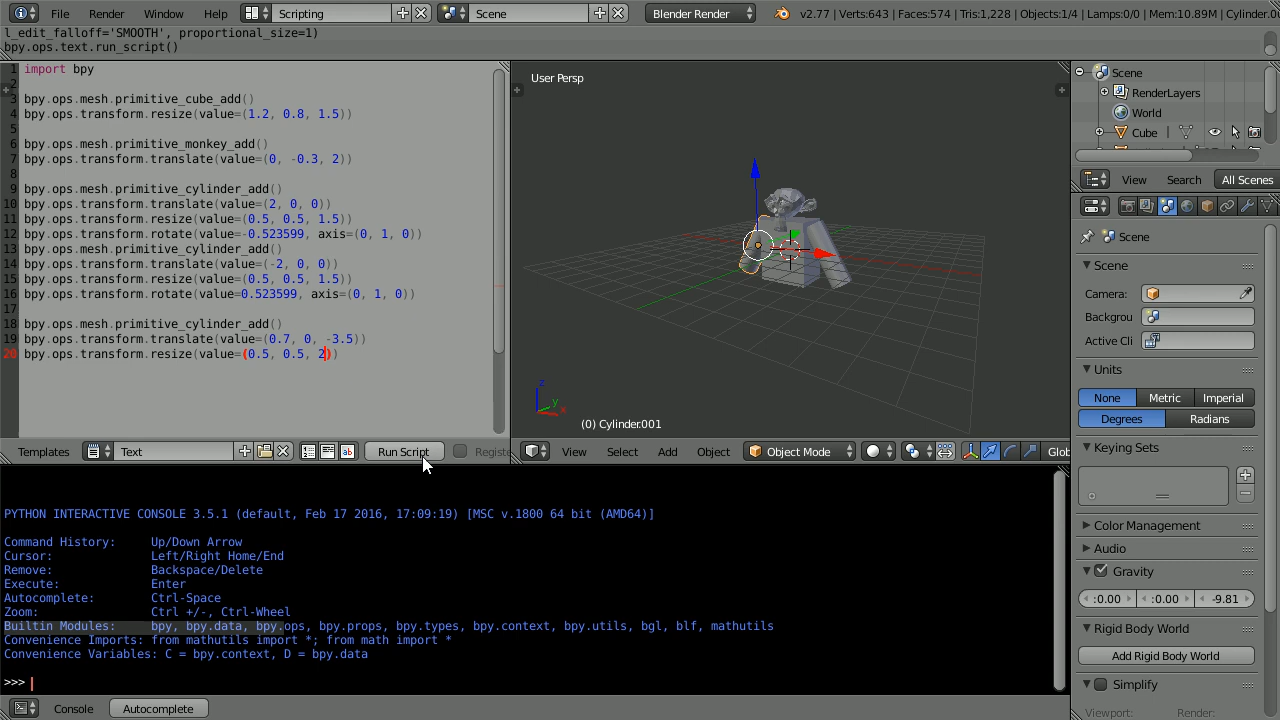 File Render Window Help Scripting Scene Blender Render v2.77 | Verts:643 | Faces:574 | Tris:1,228 | Objects:1/4 | Lamps:0/0 | Mem:10.89M | Cylinder.0
l_edit_falloff='SMOOTH', proportional_size=1)
bpy.ops.text.run_script()
1 import bpy
2
3 bpy.ops.mesh.primitive_cube_add()
4 bpy.ops.transform.resize(value=(1.2, 0.8, 1.5))
5
6 bpy.ops.mesh.primitive_monkey_add()
7 bpy.ops.transform.translate(value=(0, -0.3, 2))
8
9 bpy.ops.mesh.primitive_cylinder_add()
10 bpy.ops.transform.translate(value=(2, 0, 0))
11 bpy.ops.transform.resize(value=(0.5, 0.5, 1.5))
12 bpy.ops.transform.rotate(value=-0.523599, axis=(0, 1, 0))
13 bpy.ops.mesh.primitive_cylinder_add()
14 bpy.ops.transform.translate(value=(-2, 0, 0))
15 bpy.ops.transform.resize(value=(0.5, 0.5, 1.5))
16 bpy.ops.transform.rotate(value=0.523599, axis=(0, 1, 0))
17
18 bpy.ops.mesh.primitive_cylinder_add()
19 bpy.ops.transform.translate(value=(0.7, 0, -3.5))
20 bpy.ops.transform.resize(value=(0.5, 0.5, 2))
Templates Text Run Script Registe
User Persp
z
y
x
(0) Cylinder.001
View Select Add Object Object Mode Glob
PYTHON INTERACTIVE CONSOLE 3.5.1 (default, Feb 17 2016, 17:09:19) [MSC v.1800 64 bit (AMD64)]
Command History: Up/Down Arrow
Cursor: Left/Right Home/End
Remove: Backspace/Delete
Execute: Enter
Autocomplete: Ctrl-Space
Zoom: Ctrl +/-, Ctrl-Wheel
Builtin Modules: bpy, bpy.data, bpy.ops, bpy.props, bpy.types, bpy.context, bpy.utils, bgl, blf, mathutils
Convenience Imports: from mathutils import *; from math import *
Convenience Variables: C = bpy.context, D = bpy.data
>>>
Console Autocomplete
Scene
RenderLayers
World
Cube
View Search All Scenes
Scene
Scene
Camera:
Backgrou
Active Cli
Units
None Metric Imperial
Degrees Radians
Keying Sets
Color Management
Audio
Gravity
:0.00 :0.00 -9.81
Rigid Body World
Add Rigid Body World
Simplify
Viewport: Render: